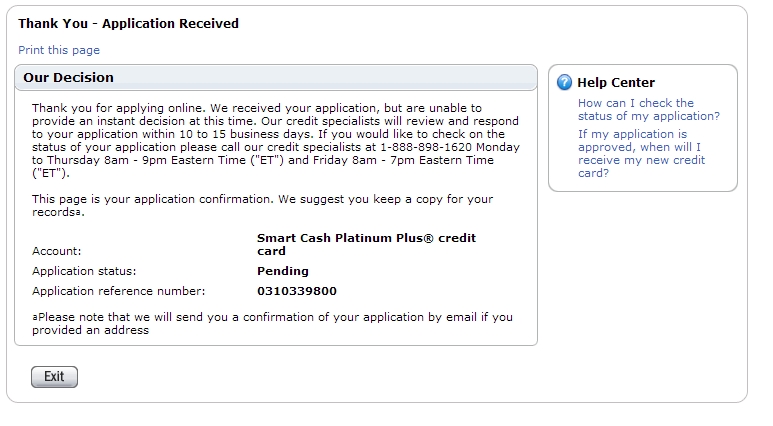 Thank You - Application Received
Print this page
Our Decision
Thank you for applying online. We received your application, but are unable to
provide an instant decision at this time. Our credit specialists will review and respond
to your application within 10 to 15 business days. If you would like to check on the
status of your application please call our credit specialists at 1-888-898-1620 Monday
to Thursday 8am - 9pm Eastern Time ("ET") and Friday 8am - 7pm Eastern Time
("ET").
This page is your application confirmation. We suggest you keep a copy for your
recordsª.
Account:
Smart Cash Platinum Plus® credit
card
Application status: Pending
Application reference number: 0310339800
ªPlease note that we will send you a confirmation of your application by email if you
provided an address
Exit
? Help Center
How can I check the
status of my application?
If my application is
approved, when will I
receive my new credit
card?